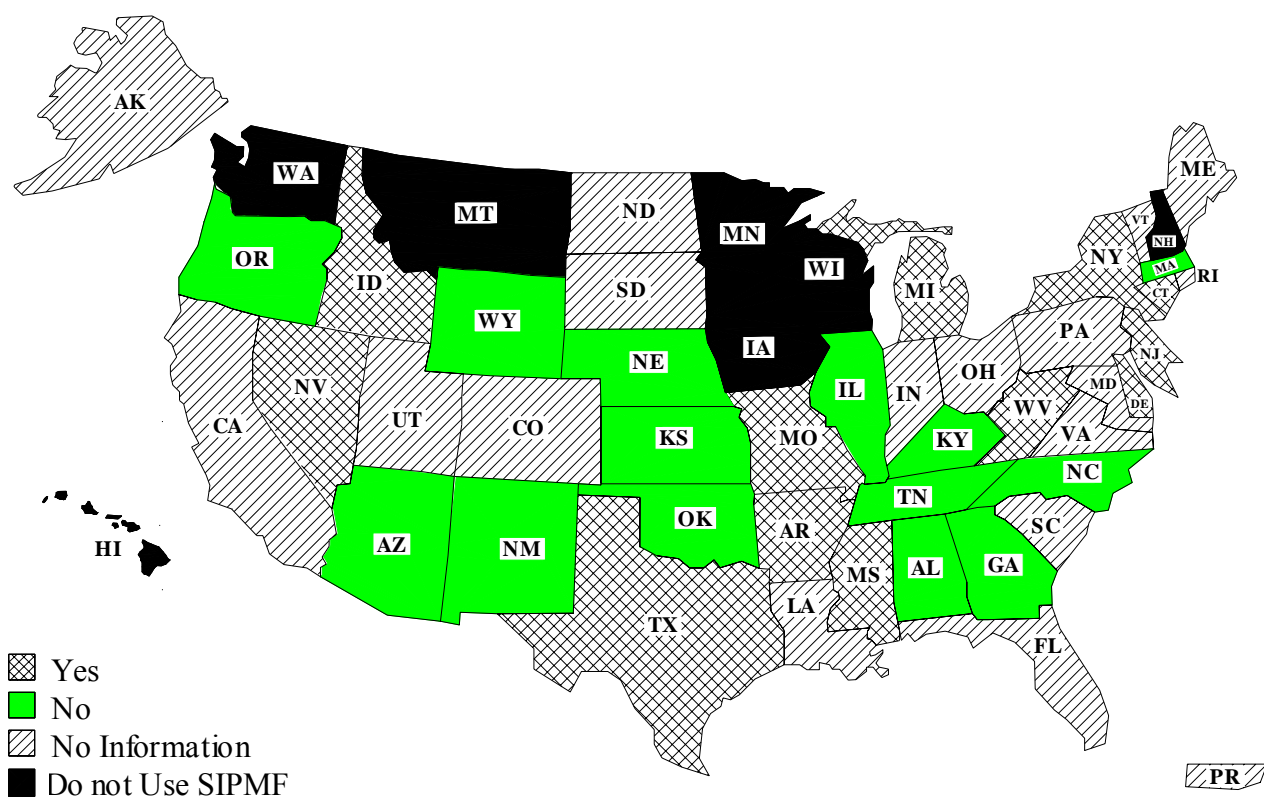 AK
WA
MT
ND
MN
ME
VT
NH
OR
ID
SD
WI
MI
NY
MA
RI
CT
WY
NE
IA
PA
NJ
NV
UT
CO
IL
IN
OH
MD
DE
CA
KS
MO
KY
WV
VA
AZ
NM
OK
AR
TN
NC
SC
HI
TX
LA
MS
AL
GA
FL
PR
Yes
No
No Information
Do not Use SIPMF